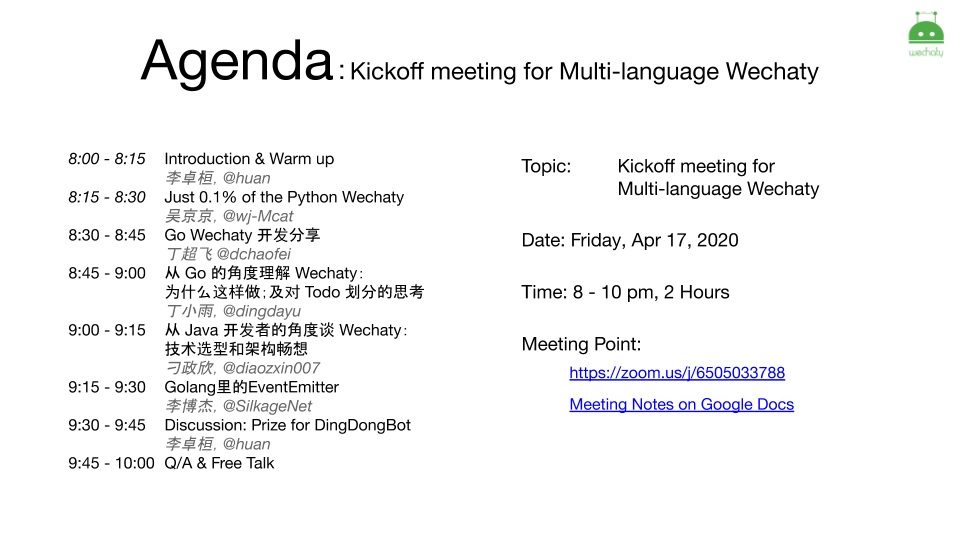 wechaty
Agenda: Kickoff meeting for Multi-language Wechaty
8:00 - 8:15 Introduction & Warm up
李卓桓, @huan
8:15 - 8:30 Just 0.1% of the Python Wechaty
吴京京, @wj-Mcat
8:30 - 8:45 Go Wechaty 开发分享
丁超飞 @dchaofei
8:45 - 9:00 从 Go 的角度理解 Wechaty:
为什么这样做;及对 Todo 划分的思考
丁小雨, @dingdayu
9:00 - 9:15 从 Java 开发者的角度谈 Wechaty:
技术选型和架构畅想
刁政欣, @diaozxin007
9:15 - 9:30 Golang里的EventEmitter
李博杰, @SilkageNet
9:30 - 9:45 Discussion: Prize for DingDongBot
李卓桓, @huan
9:45 - 10:00 Q/A & Free Talk
Topic: Kickoff meeting for
Multi-language Wechaty
Date: Friday, Apr 17, 2020
Time: 8 - 10 pm, 2 Hours
Meeting Point:
https://zoom.us/j/6505033788
Meeting Notes on Google Docs